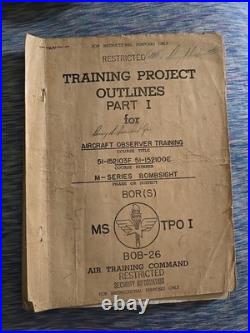 FOR INSTRUCTIONAL PURPOSES ONLY
RESTRICTED
TRAINING PROJECT
OUTLINES
PART I
for
AIRCRAFT OBSERVER TRAINING
COURSE TITLE
51-152103F 51-152100E
COURSE NUMBER
M-SERIES BOMBSIGHT
PHASE OR SUBJECT
BOR(S)
MS TPO I
BOB-26
AIR TRAINING COMMAND
RESTRICTED
SECURITY INFORMATION
FOR INSTRUCTIONAL PURPOSES ONLY